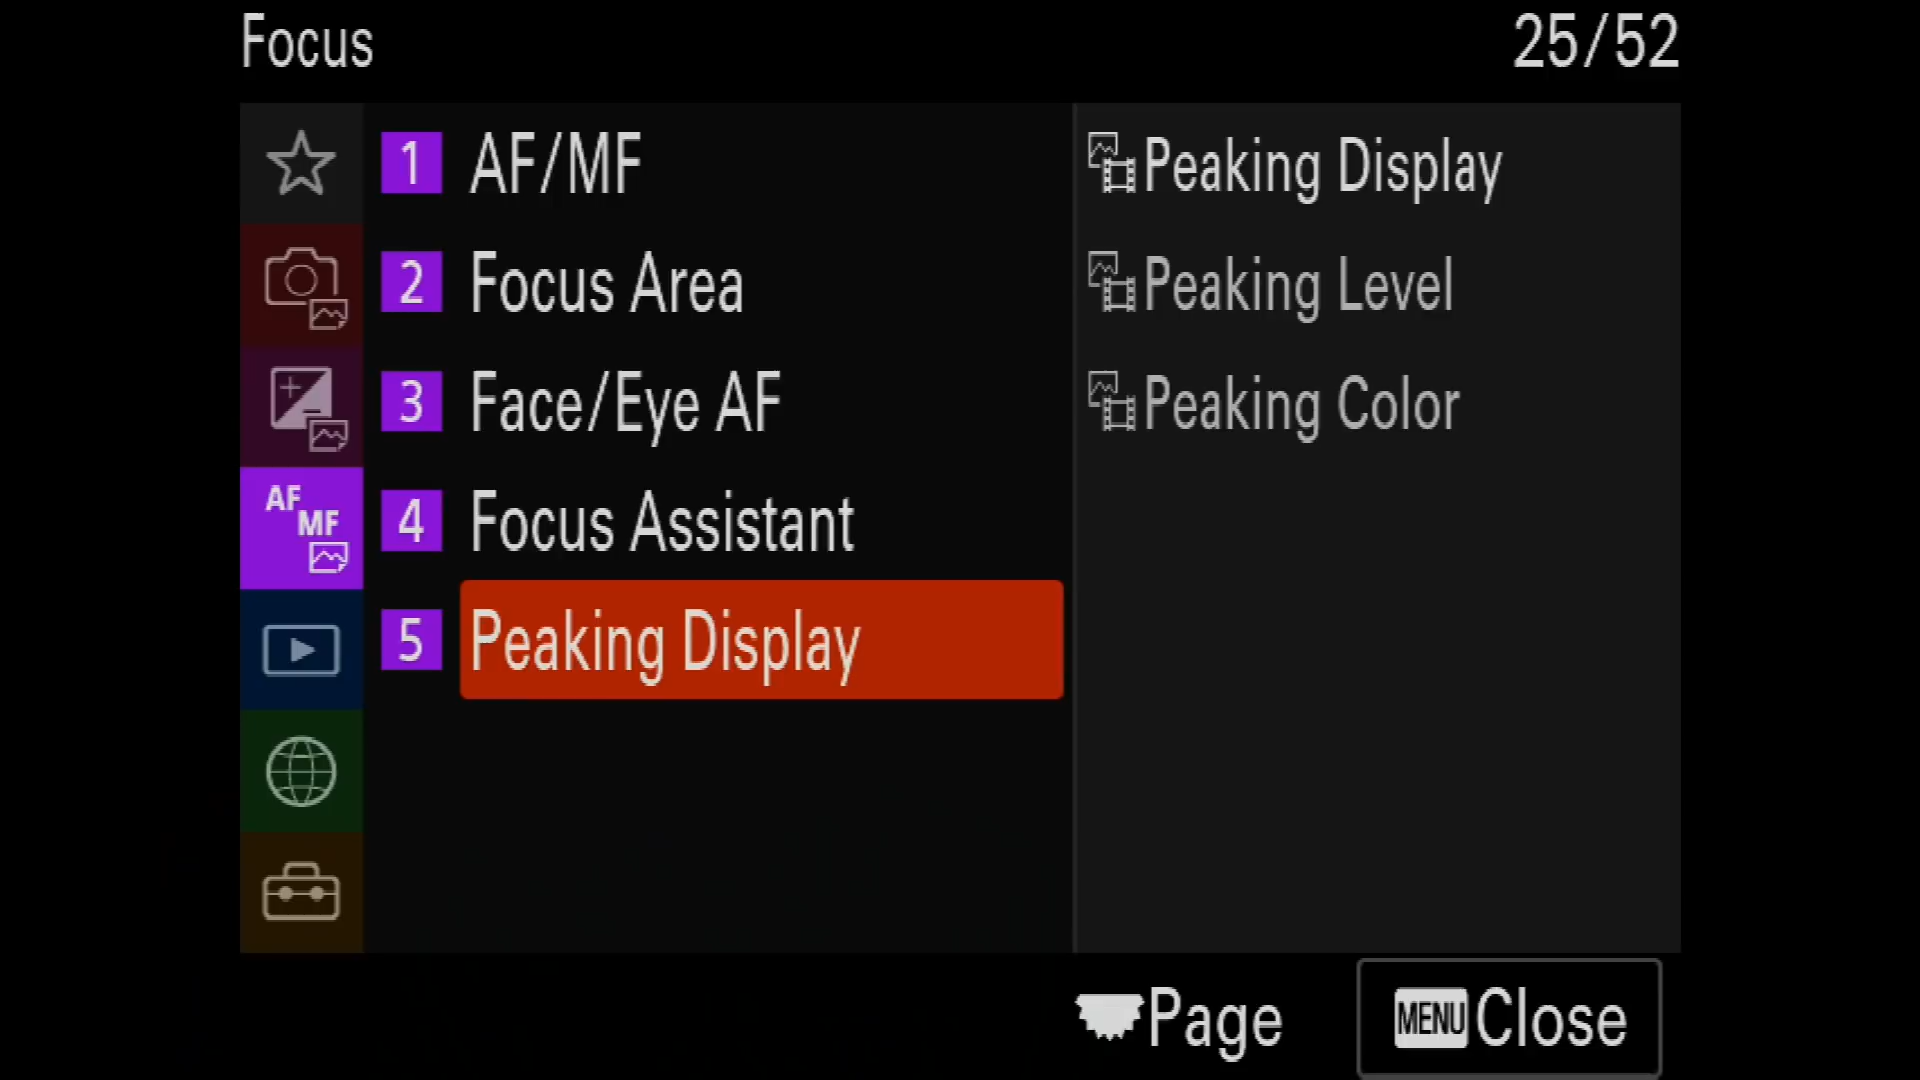 Focus 25/52
1 AF/MF
2 Focus Area
3 Face/Eye AF
AF MF
4 Focus Assistant
5 Peaking Display
Peaking Display
Peaking Level
Peaking Color
Page MENU Close